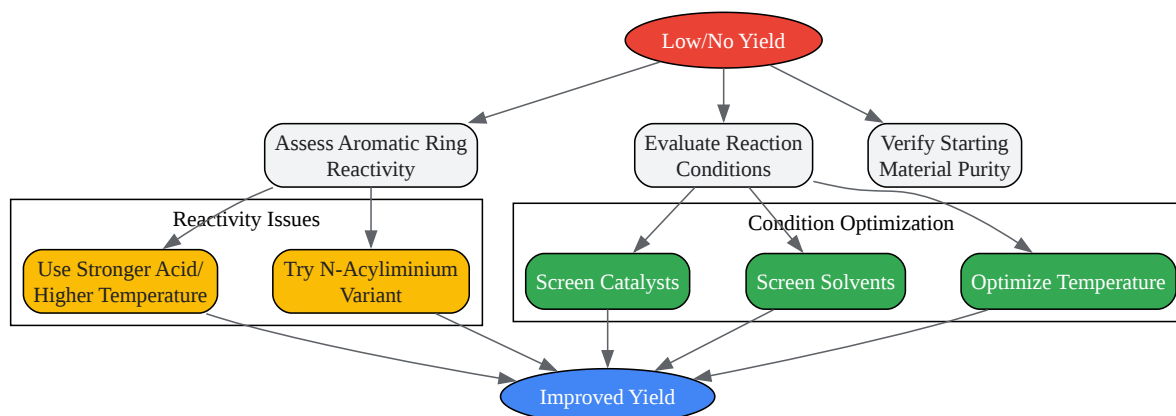 Low/No Yield
Assess Aromatic Ring
Reactivity
Evaluate Reaction
Conditions
Verify Starting
Material Purity
Reactivity Issues
Condition Optimization
Use Stronger Acid/
Higher Temperature
Try N-Acyliminium
Variant
Screen Catalysts
Screen Solvents
Optimize Temperature
Improved Yield